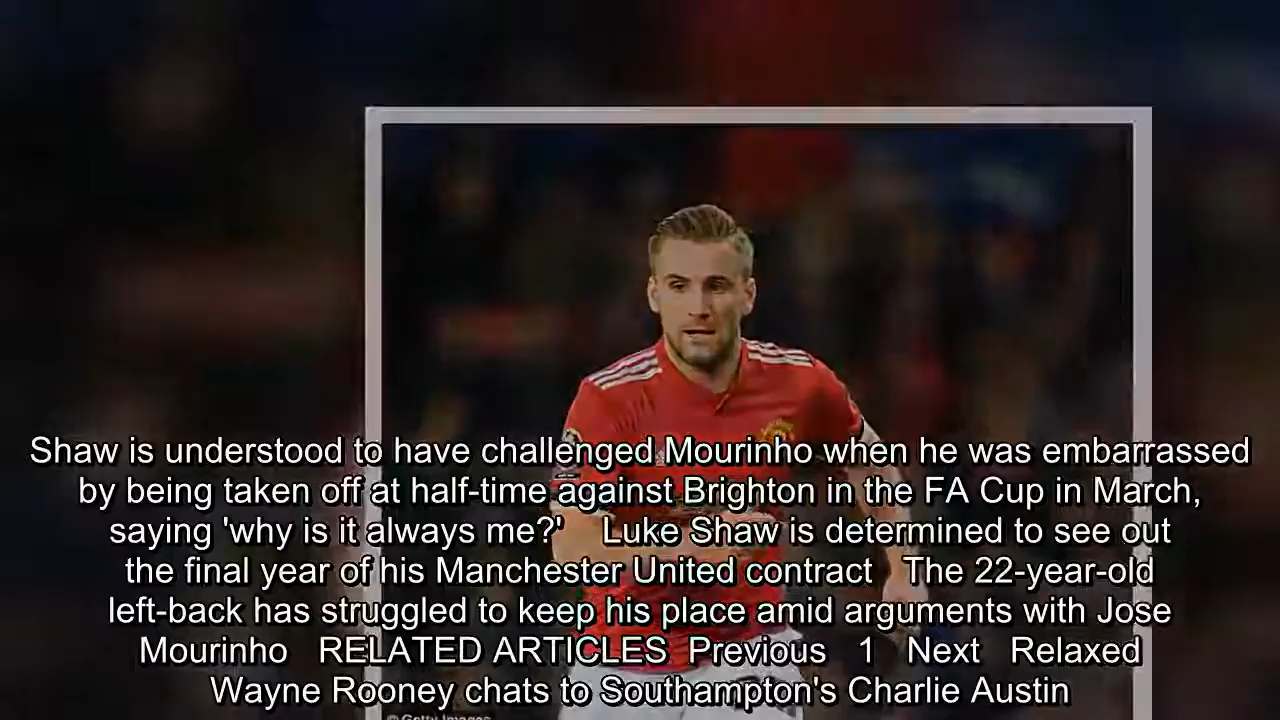 Shaw is understood to have challenged Mourinho when he was embarrassed
by being taken off at half-time against Brighton in the FA Cup in March,
saying 'why is it always me?' Luke Shaw is determined to see out
the final year of his Manchester United contract The 22-year-old
left-back has struggled to keep his place amid arguments with Jose
Mourinho RELATED ARTICLES Previous 1 Next Relaxed
Wayne Rooney chats to Southampton's Charlie Austin
© Getty Images